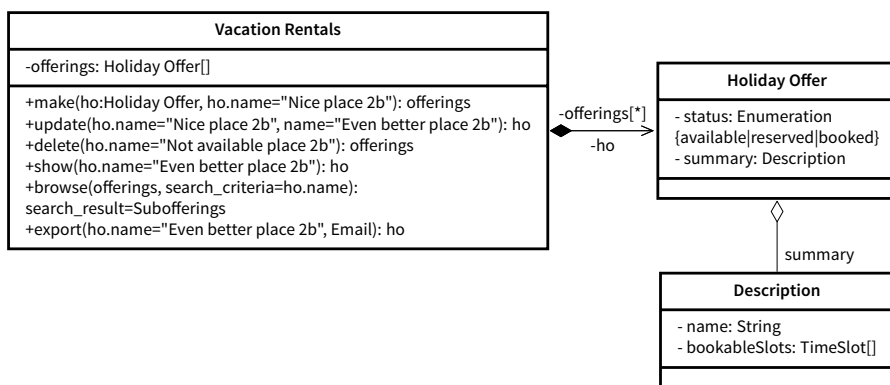 Vacation Rentals
-offerings: Holiday Offer[]
+make(ho:Holiday Offer, ho.name="Nice place 2b"): offerings
+update(ho.name="Nice place 2b", name="Even better place 2b"): ho
+delete(ho.name="Not available place 2b"): offerings
+show(ho.name="Even better place 2b"): ho
+browse(offerings, search_criteria=ho.name):
search_result=Subofferings
+export(ho.name="Even better place 2b", Email): ho
-offerings[*]
-ho
Holiday Offer
- status: Enumeration
{available|reserved|booked}
- summary: Description
summary
Description
- name: String
- bookableSlots: TimeSlot[]